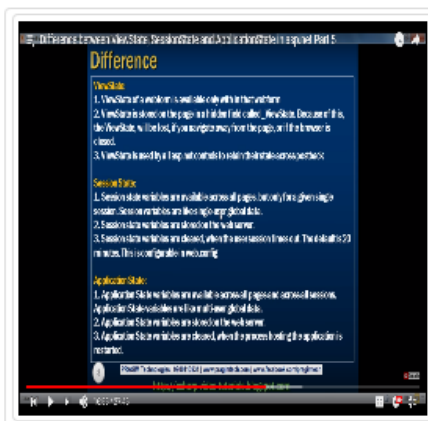 Difference between ViewState, SessionState and ApplicationState in asp.net Part 5
Difference
ViewState:
1. ViewState of a webform is available only with in that webform
2. ViewState is stored on the page in a hidden field called _ViewState. Because of this,
the ViewState, will be lost, if you navigate away from the page, or if the browser is
closed.
3. ViewState is used by all asp.net controls to retain their state across postback
Session State:
1. Session state variables are available across all pages, but only for a given single
session. Session variables are like single-user global data.
2. Session state variables are stored on the web server.
3. Session state variables are cleared, when the user session times out. The default is 20
minutes. This is configurable in web.config
Application State:
1. Application State variables are available across all pages and across all sessions.
Application State variables are like multi-user global data.
2. Application State variables are stored on the web server.
3. Application State variables are cleared, when the process hosting the application is
restarted.